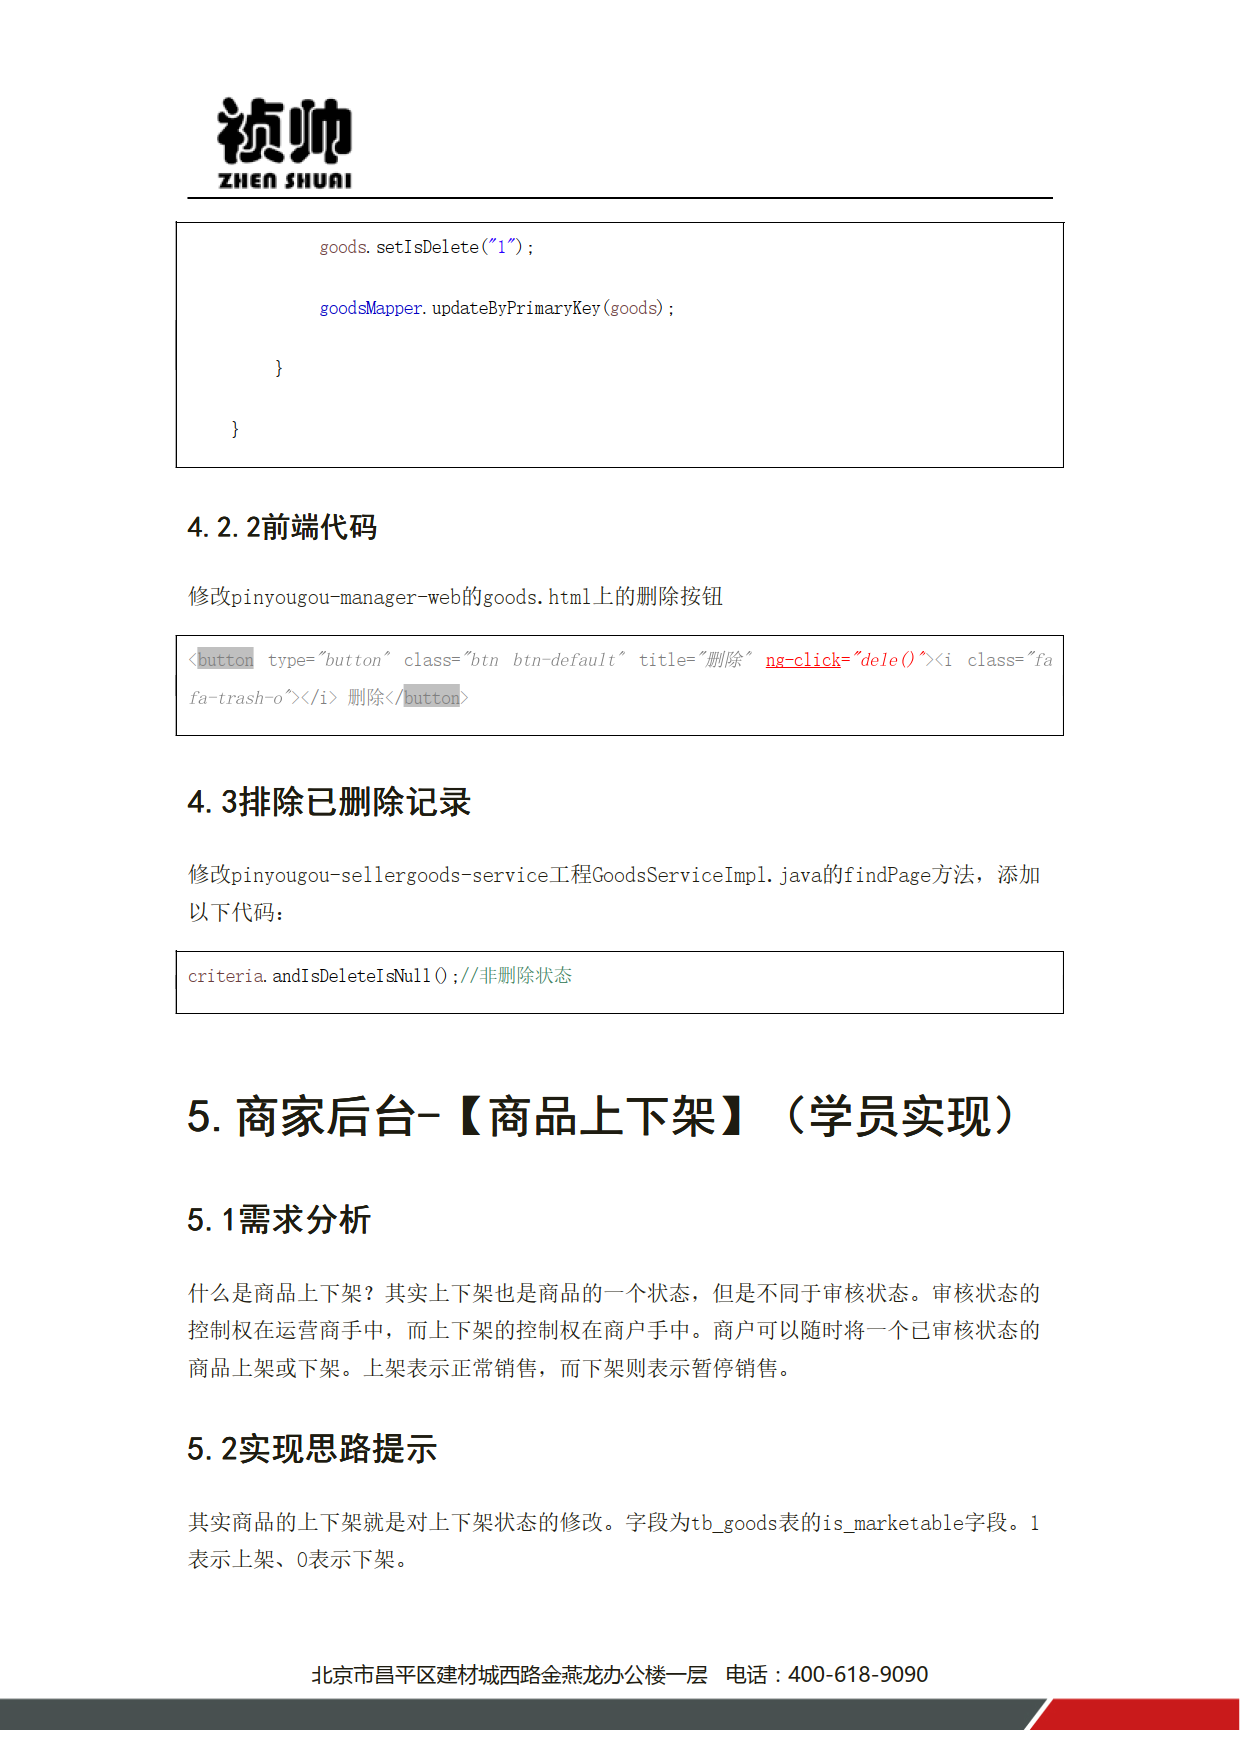 祯帅
ZHEN SHUAI
goods.setIsDelete("1");
goodsMapper.updateByPrimaryKey(goods);
}
}
4.2.2前端代码
修改pinyougou-manager-web的goods.html上的删除按钮
<button type="button" class="btn btn-default" title="删除" ng-click="dele()"><i class="fa
fa-trash-o"></i> 删除</button>
4.3排除已删除记录
修改pinyougou-sellergoods-service工程GoodsServiceImpl.java的findPage方法，添加
以下代码：
criteria.andIsDeleteIsNull();//非删除状态
5.商家后台-【商品上下架】（学员实现）
5.1需求分析
什么是商品上下架？其实上下架也是商品的一个状态，但是不同于审核状态。审核状态的
控制权在运营商手中，而上下架的控制权在商户手中。商户可以随时将一个已审核状态的
商品上架或下架。上架表示正常销售，而下架则表示暂停销售。
5.2实现思路提示
其实商品的上下架就是对上下架状态的修改。字段为tb_goods表的is_marketable字段。1
表示上架、0表示下架。
北京市昌平区建材城西路金燕龙办公楼一层 电话：400-618-9090